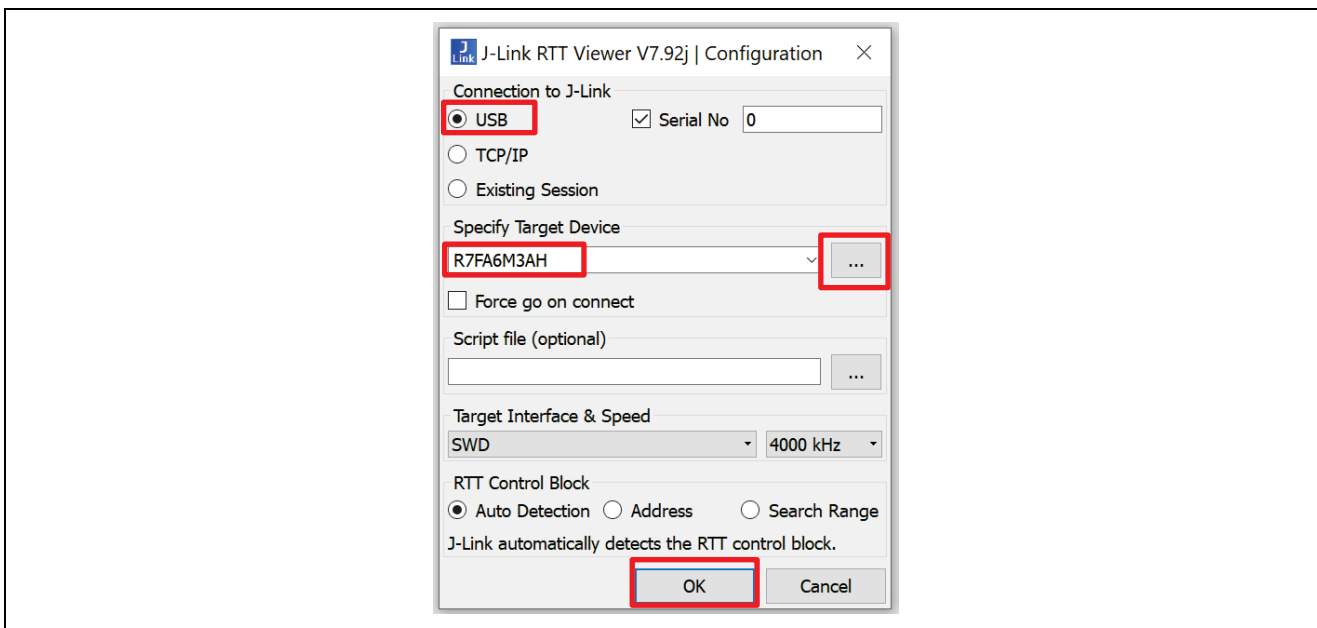 J-Link RTT Viewer V7.92j | Configuration
Connection to J-Link
USB Serial No 0
TCP/IP
Existing Session
Specify Target Device
R7FA6M3AH ...
Force go on connect
Script file (optional)
...
Target Interface & Speed
SWD 4000 kHz
RTT Control Block
Auto Detection Address Search Range
J-Link automatically detects the RTT control block.
OK Cancel